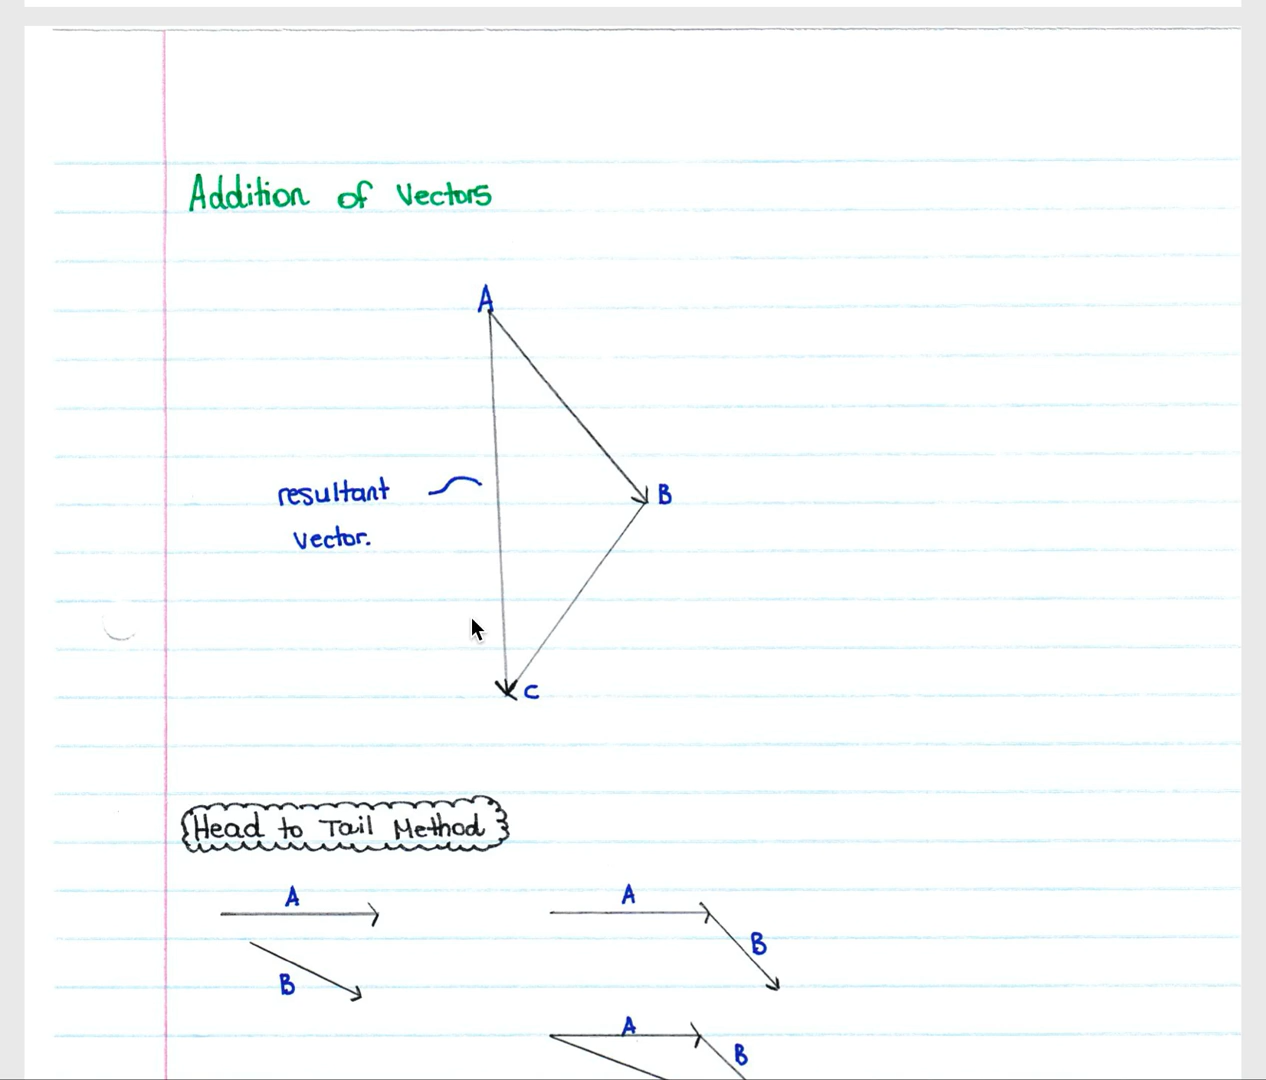 Addition of Vectors
A
B
resultant
vector.
C
Head to Tail Method
A
A
B
B
A
B